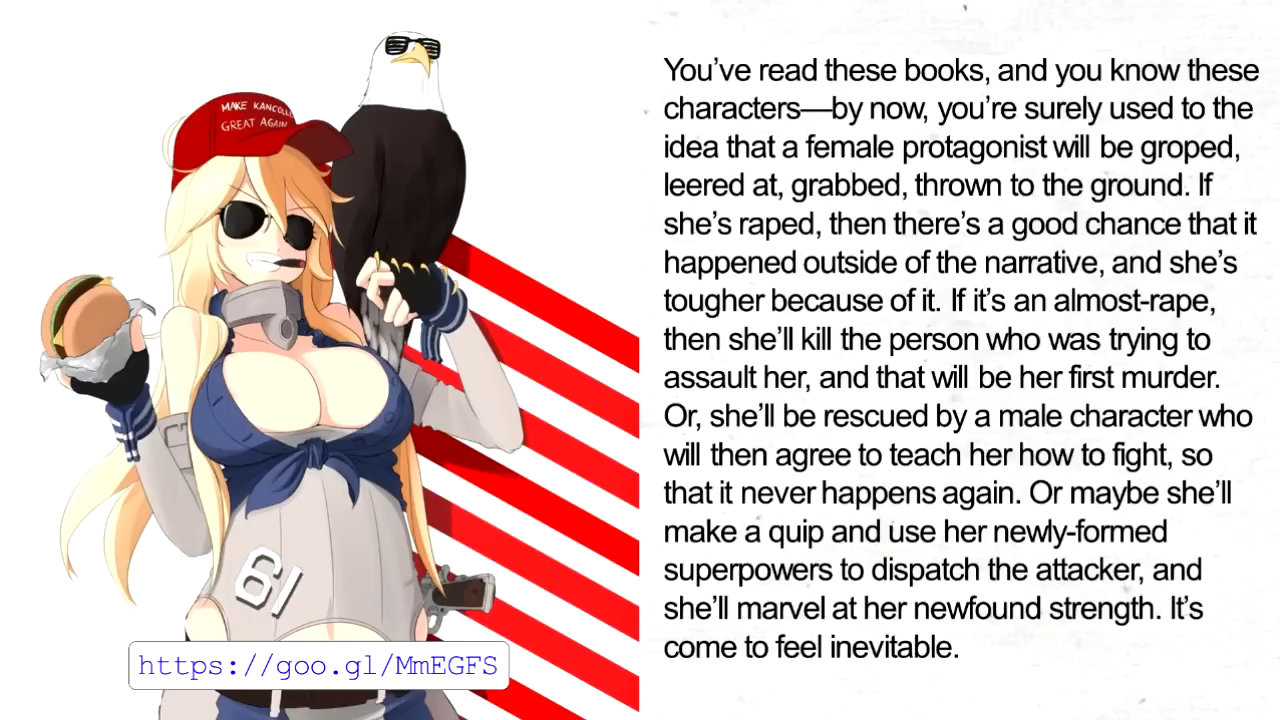 MAKE KANCOLLE
GREAT AGAIN
61
https://goo.gl/MmEGFS
You've read these books, and you know these
characters—by now, you're surely used to the
idea that a female protagonist will be groped,
leered at, grabbed, thrown to the ground. If
she's raped, then there's a good chance that it
happened outside of the narrative, and she's
tougher because of it. If it's an almost-rape,
then she'll kill the person who was trying to
assault her, and that will be her first murder.
Or, she'll be rescued by a male character who
will then agree to teach her how to fight, so
that it never happens again. Or maybe she'll
make a quip and use her newly-formed
superpowers to dispatch the attacker, and
she'll marvel at her newfound strength. It's
come to feel inevitable.